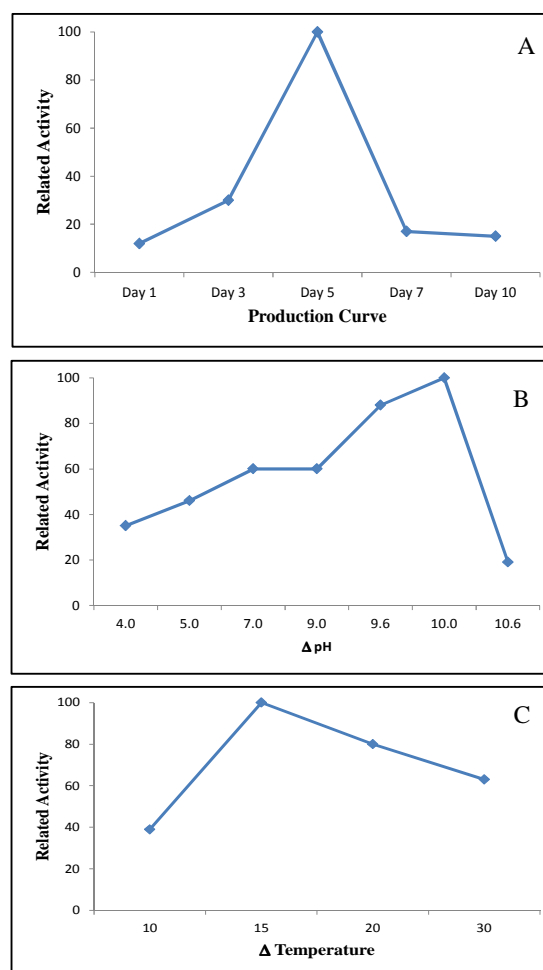 A
Related Activity
100
80
60
40
20
0
Day 1 Day 3 Day 5 Day 7 Day 10
Production Curve
B
Related Activity
100
80
60
40
20
0
4.0 5.0 7.0 9.0 9.6 10.0 10.6
Δ pH
C
Related Activity
100
80
60
40
20
0
10 15 20 30
Δ Temperature